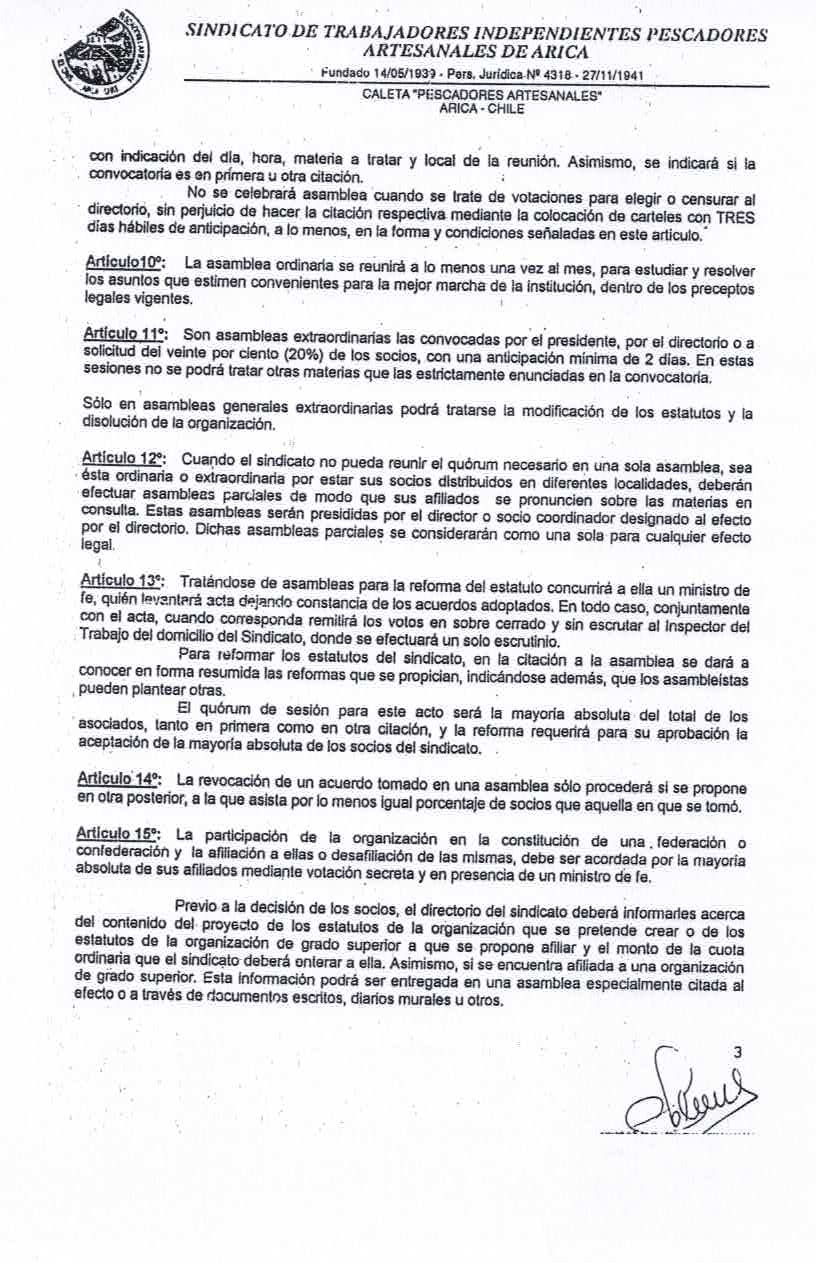 SINDICATO DE TRABAJADORES INDEPENDIENTES PESCADORES
ARTESANALES DE ARICA
Fundado 14/05/1939 - Pers. Jurídica Nº 4318 - 27/11/1941
CALETA "PESCADORES ARTESANALES"
ARICA - CHILE
con indicación del día, hora, materia a tratar y local de la reunión. Asimismo, se indicará si la
convocatoria es en primera u otra citación.
No se celebrará asamblea cuando se trate de votaciones para elegir o censurar al
directorio, sin perjuicio de hacer la citación respectiva mediante la colocación de carteles con TRES
días hábiles de anticipación, a lo menos, en la forma y condiciones señaladas en este artículo.
Artículo10º: La asamblea ordinaria se reunirá a lo menos una vez al mes, para estudiar y resolver
los asuntos que estimen convenientes para la mejor marcha de la institución, dentro de los preceptos
legales vigentes.
Artículo 11º: Son asambleas extraordinarias las convocadas por el presidente, por el directorio o a
solicitud del veinte por ciento (20%) de los socios, con una anticipación mínima de 2 días. En estas
sesiones no se podrá tratar otras materias que las estrictamente enunciadas en la convocatoria.
Sólo en asambleas generales extraordinarias podrá tratarse la modificación de los estatutos y la
disolución de la organización.
Artículo 12º: Cuando el sindicato no pueda reunir el quórum necesario en una sola asamblea, sea
ésta ordinaria o extraordinaria por estar sus socios distribuidos en diferentes localidades, deberán
efectuar asambleas parciales de modo que sus afiliados se pronuncien sobre las materias en
consulta. Estas asambleas serán presididas por el director o socio coordinador designado al efecto
por el directorio. Dichas asambleas parciales se considerarán como una sola para cualquier efecto
legal.
Artículo 13º: Tratándose de asambleas para la reforma del estatuto concurrirá a ella un ministro de
fe, quién levantará acta dejando constancia de los acuerdos adoptados. En todo caso, conjuntamente
con el acta, cuando corresponda remitirá los votos en sobre cerrado y sin escrutar al Inspector del
Trabajo del domicilio del Sindicato, donde se efectuará un solo escrutinio.
Para reformar los estatutos del sindicato, en la citación a la asamblea se dará a
conocer en forma resumida las reformas que se propician, indicándose además, que los asambleístas
pueden plantear otras.
El quórum de sesión para este acto será la mayoría absoluta del total de los
asociados, tanto en primera como en otra citación, y la reforma requerirá para su aprobación la
aceptación de la mayoría absoluta de los socios del sindicato.
Artículo 14º: La revocación de un acuerdo tomado en una asamblea sólo procederá si se propone
en otra posterior, a la que asista por lo menos igual porcentaje de socios que aquella en que se tomó.
Artículo 15º: La participación de la organización en la constitución de una federación o
confederación y la afiliación a ellas o desafiliación de las mismas, debe ser acordada por la mayoría
absoluta de sus afiliados mediante votación secreta y en presencia de un ministro de fe.
Previo a la decisión de los socios, el directorio del sindicato deberá informarles acerca
del contenido del proyecto de los estatutos de la organización que se pretende crear o de los
estatutos de la organización de grado superior a que se propone afiliar y el monto de la cuota
ordinaria que el sindicato deberá enterar a ella. Asimismo, si se encuentra afiliada a una organización
de grado superior. Esta información podrá ser entregada en una asamblea especialmente citada al
efecto o a través de documentos escritos, diarios murales u otros.
3